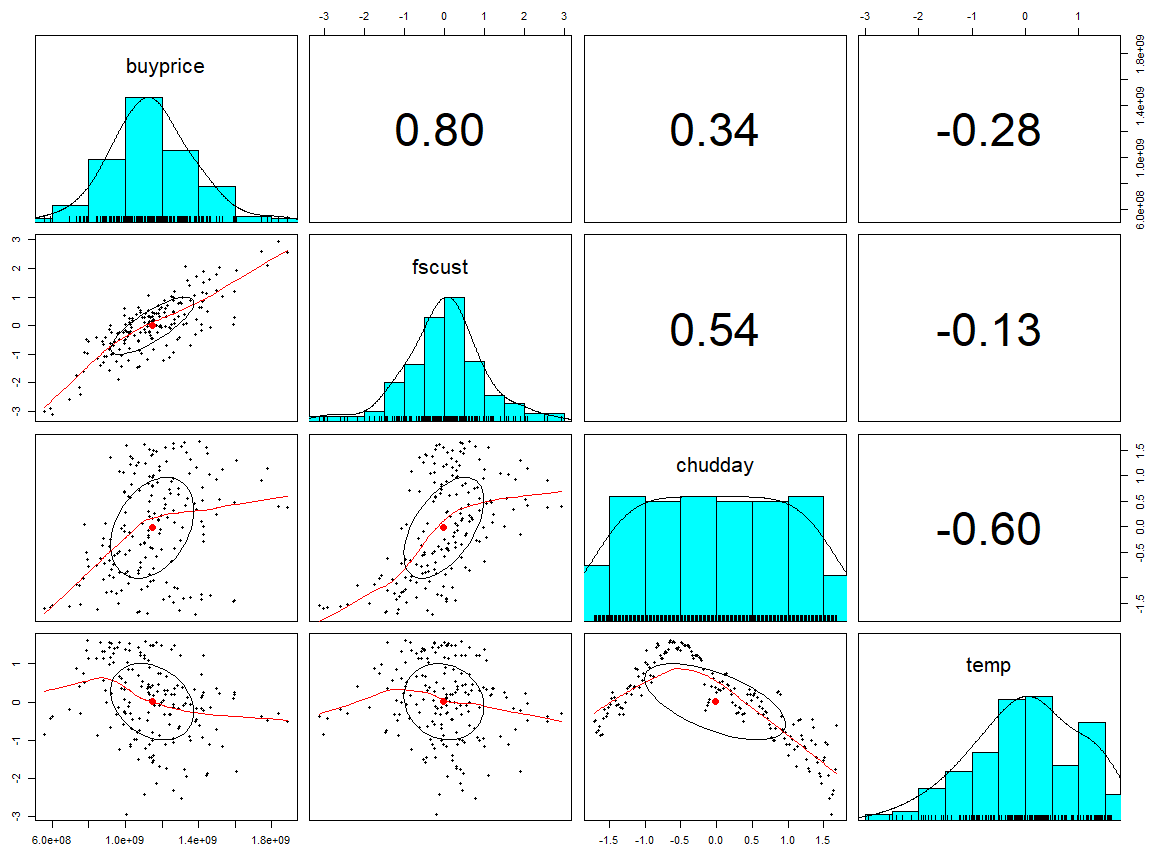 -3 -2 -1 0 1 2 3
-3 -2 -1 0 1
buyprice
0.80
0.34
-0.28
6.0e+08 1.0e+09 1.4e+09 1.8e+09
-3 -2 -1 0 1 2 3
fscust
0.54
-0.13
chudday
-0.60
-1.5 -0.5 0.0 0.5 1.0 1.5
-3 -2 -1 0 1
temp
6.0e+08 1.0e+09 1.4e+09 1.8e+09
-1.5 -1.0 -0.5 0.0 0.5 1.0 1.5